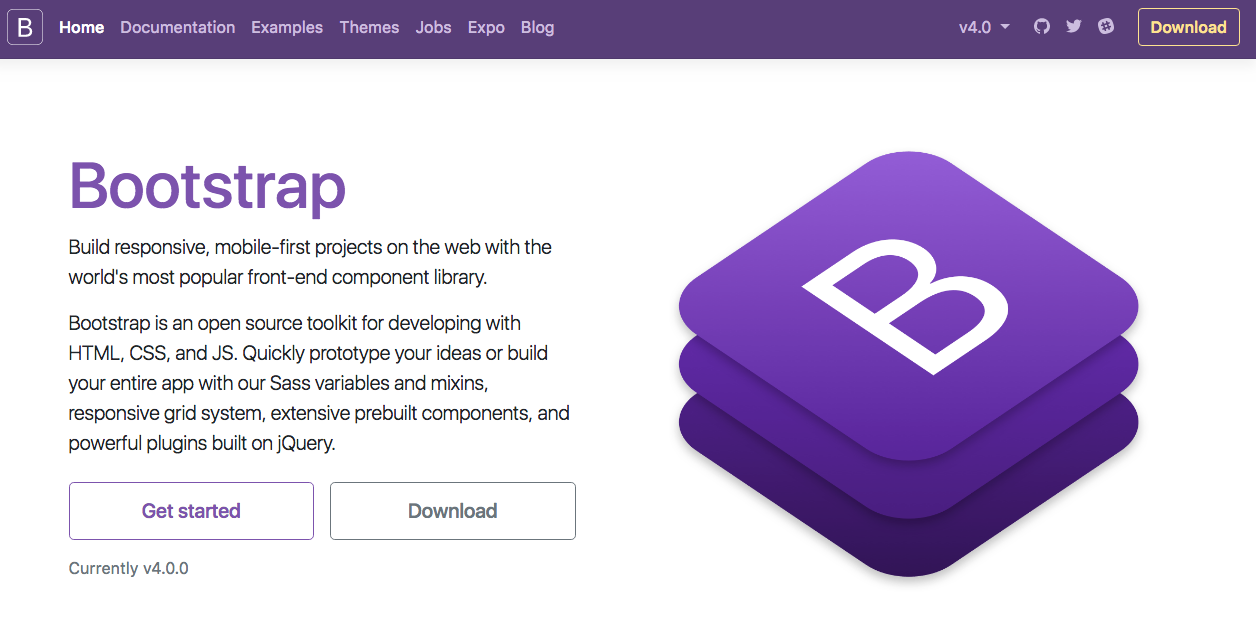 B Home Documentation Examples Themes Jobs Expo Blog v4.0 Download
Bootstrap
Build responsive, mobile-first projects on the web with the
world's most popular front-end component library.
Bootstrap is an open source toolkit for developing with
HTML, CSS, and JS. Quickly prototype your ideas or build
your entire app with our Sass variables and mixins,
responsive grid system, extensive prebuilt components, and
powerful plugins built on jQuery.
Get started Download
Currently v4.0.0
B